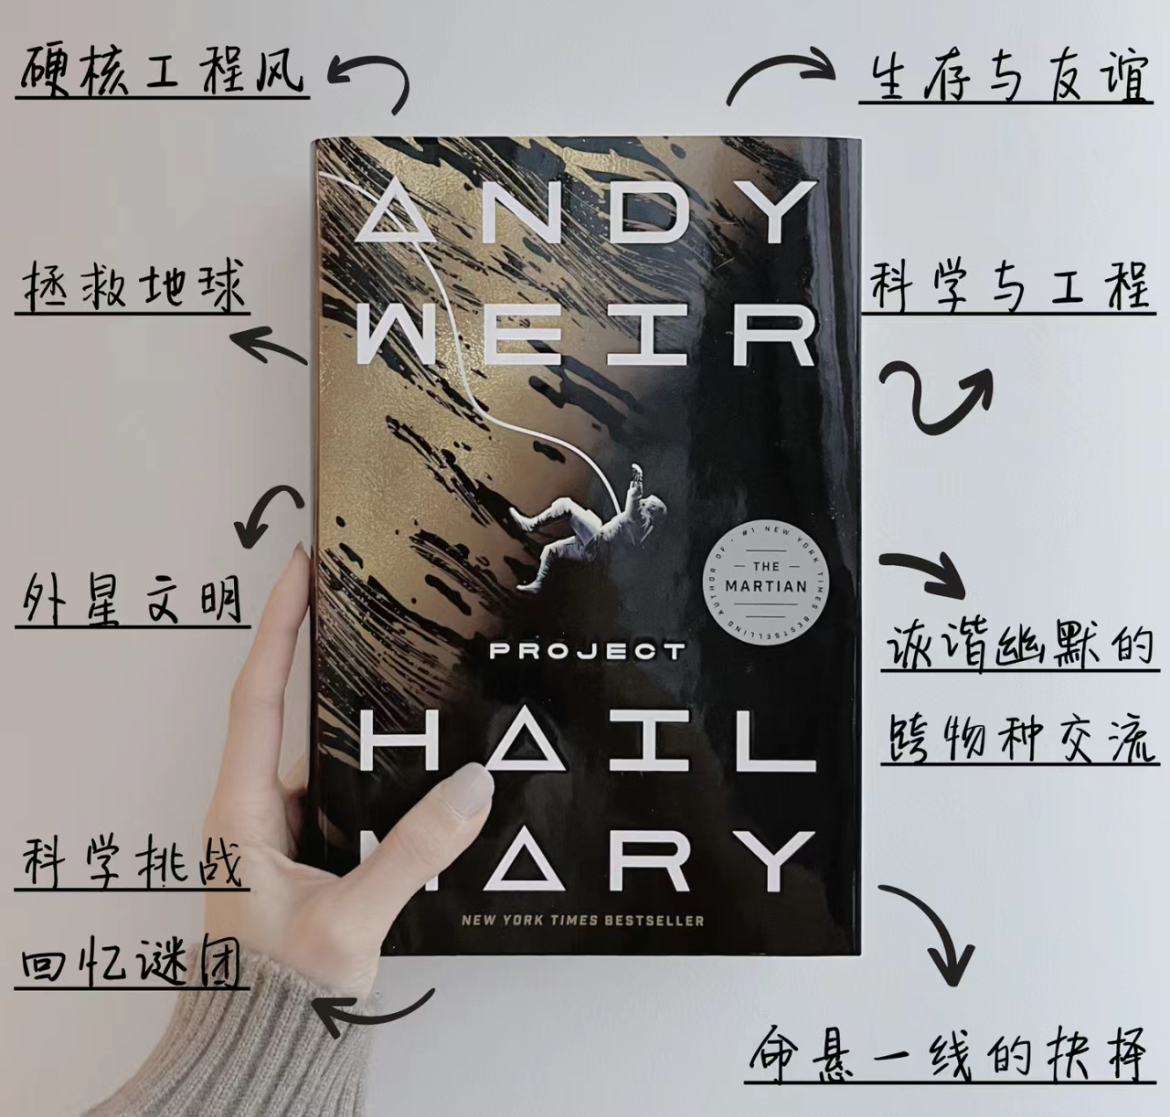 硬核工程风
生存与友谊
ANDY
WEIR
拯救地球
科学与工程
#1 NEW YORK TIMES BESTSELLING AUTHOR OF
THE
MARTIAN
外星文明
诙谐幽默的
跨物种交流
PROJECT
HAIL
MARY
NEW YORK TIMES BESTSELLER
科学挑战
回忆谜团
命悬一线的抉择